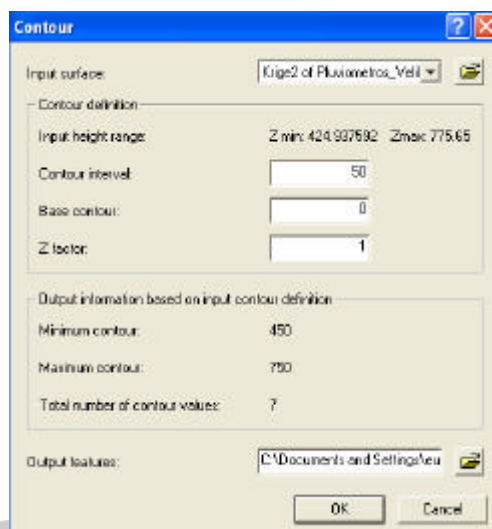 Contour
Input surface: Krige2 of Pluviometros_Veli
Contour definition
Input height range: Z min: 424.937592 Zmax: 775.65
Contour interval: 50
Base contour: 0
Z factor: 1
Output information based on input contour definition
Minimum contour: 450
Maximum contour: 750
Total number of contour values: 7
Output features: C:\Documents and Settings\eu
OK Cancel